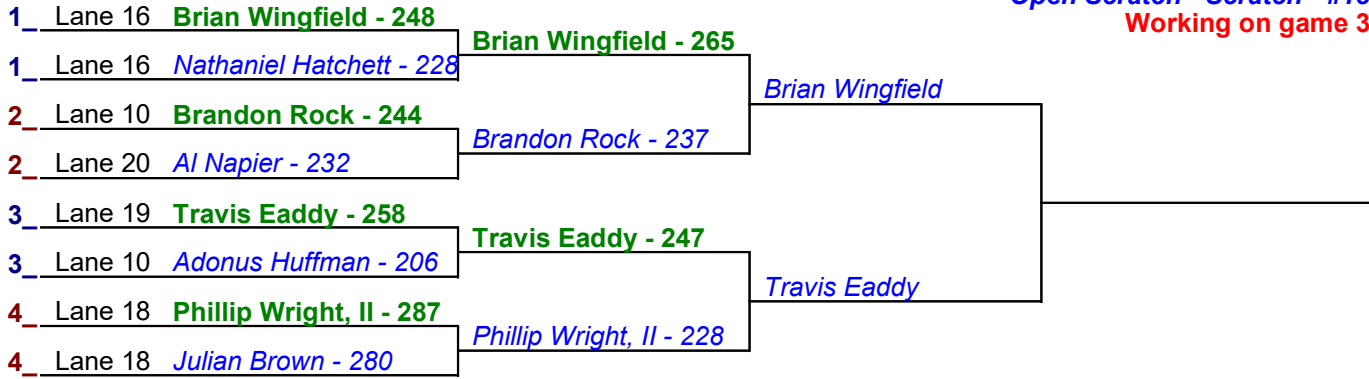 Working on game 3
1_ Lane 16 Brian Wingfield - 248
Brian Wingfield - 265
1_ Lane 16 Nathaniel Hatchett - 228
Brian Wingfield
2_ Lane 10 Brandon Rock - 244
Brandon Rock - 237
2_ Lane 20 Al Napier - 232
3_ Lane 19 Travis Eaddy - 258
Travis Eaddy - 247
3_ Lane 10 Adonus Huffman - 206
Travis Eaddy
4_ Lane 18 Phillip Wright, II - 287
Phillip Wright, II - 228
4_ Lane 18 Julian Brown - 280